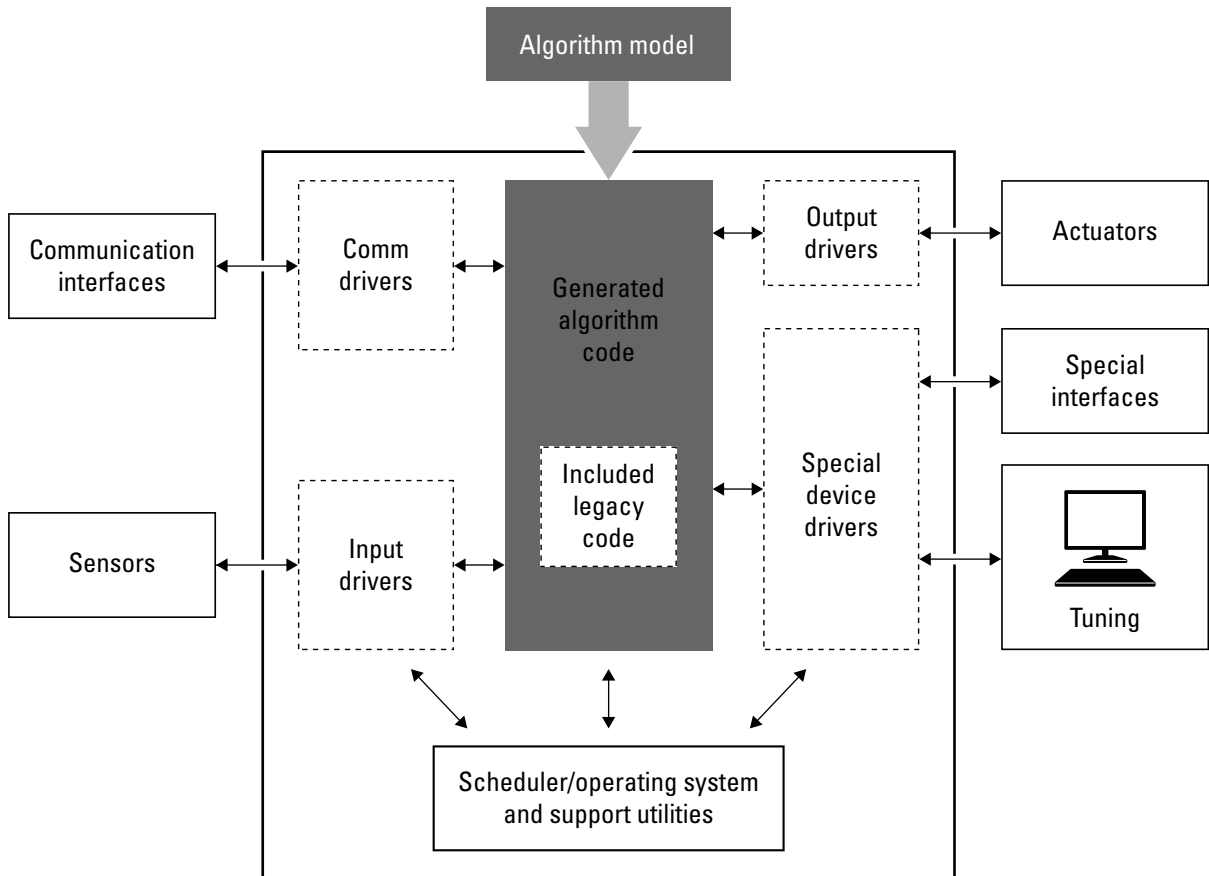 Algorithm model
Communication
interfaces
Comm
drivers
Generated
algorithm
code
Output
drivers
Actuators
Special
interfaces
Included
legacy
code
Special
device
drivers
Sensors
Input
drivers
Tuning
Scheduler/operating system
and support utilities